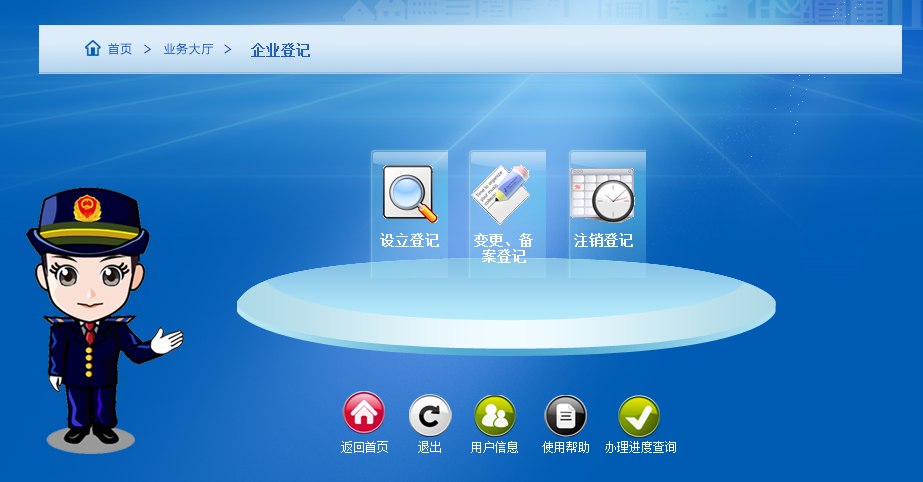 首页 > 业务大厅 > 企业登记
设立登记
变更、备
案登记
注销登记
返回首页
退出
用户信息
使用帮助
办理进度查询